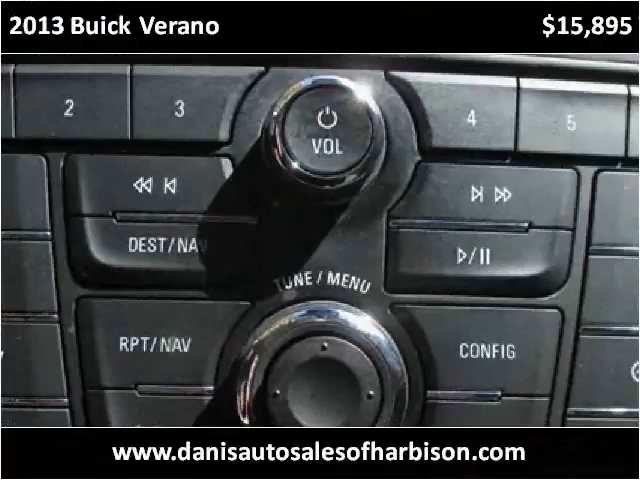 2013 Buick Verano $15,895
2 3 VOL 4 5
DEST/NAV
TUNE / MENU
RPT/NAV CONFIG
www.danisautosalesofharbison.com